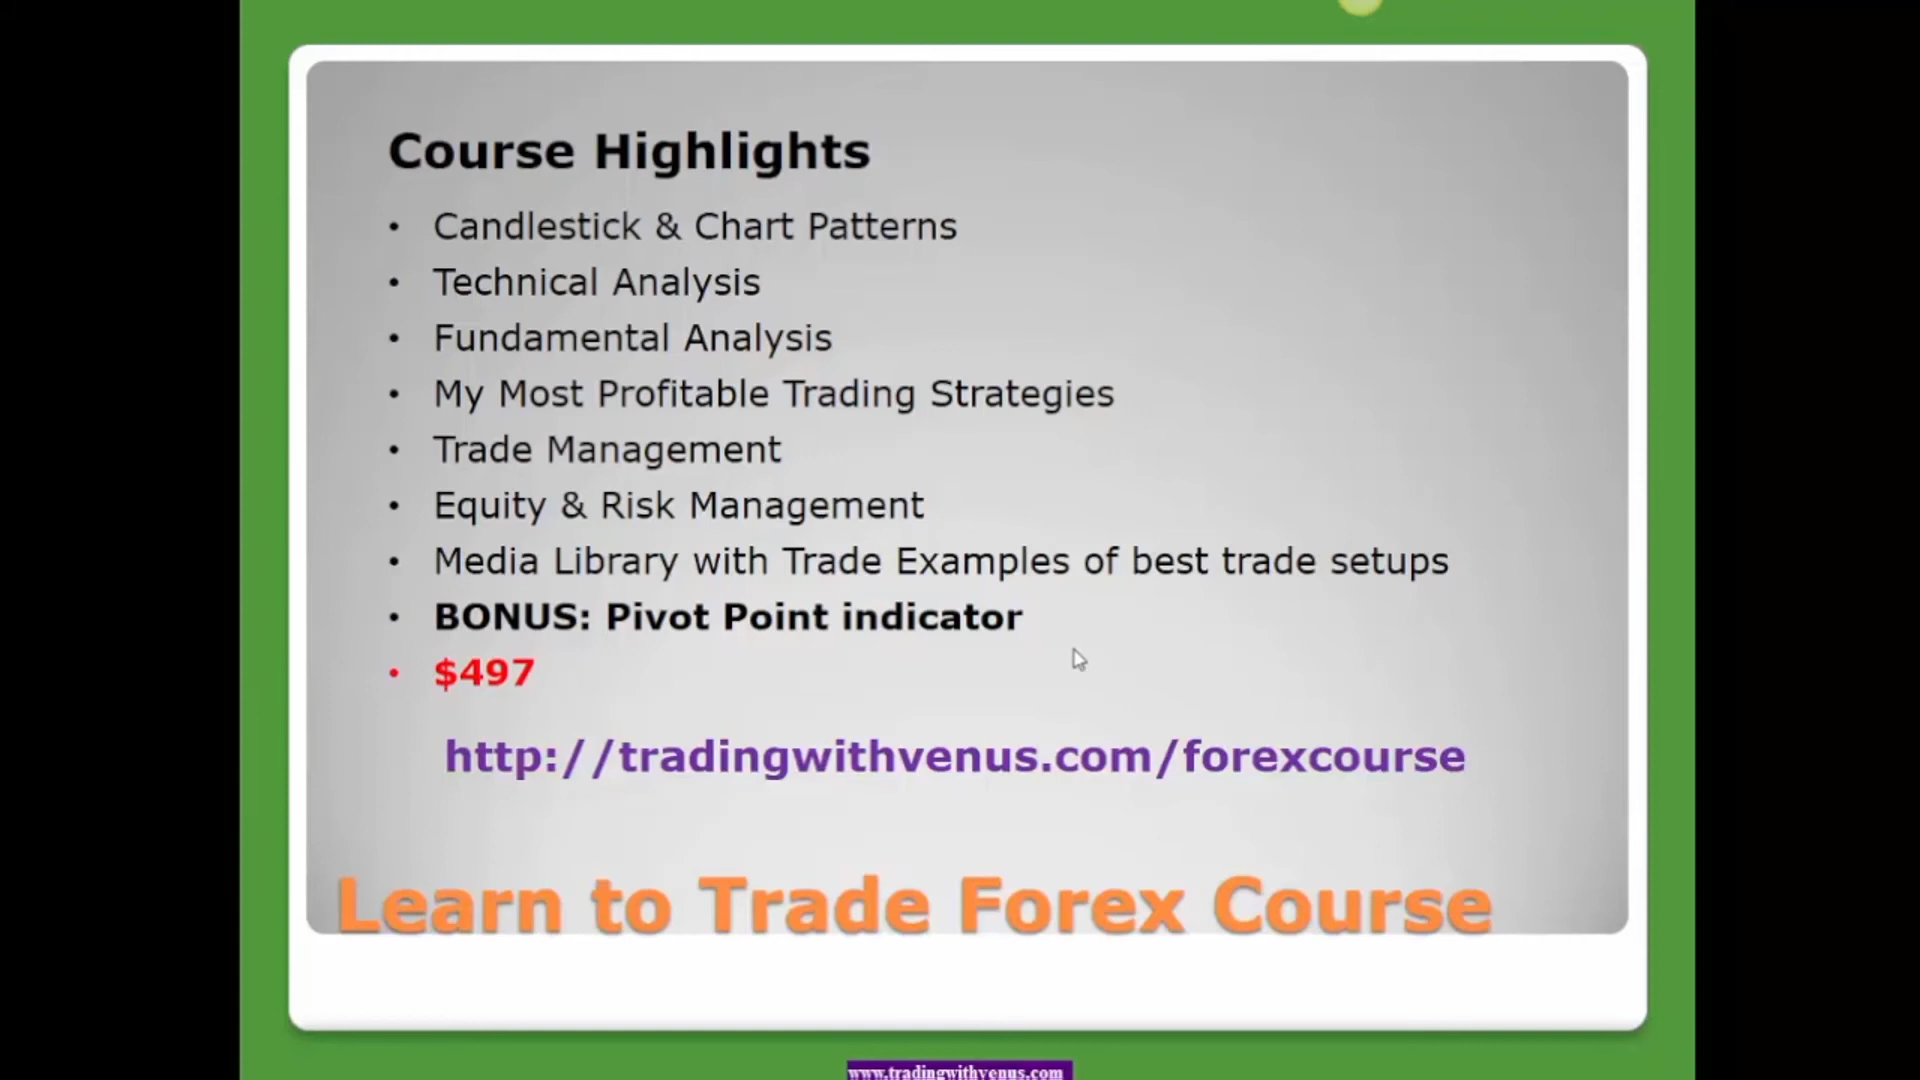 Course Highlights
• Candlestick & Chart Patterns
• Technical Analysis
• Fundamental Analysis
• My Most Profitable Trading Strategies
• Trade Management
• Equity & Risk Management
• Media Library with Trade Examples of best trade setups
• BONUS: Pivot Point indicator
• $497
http://tradingwithvenus.com/forexcourse
Learn to Trade Forex Course
www.tradingwithvenus.com